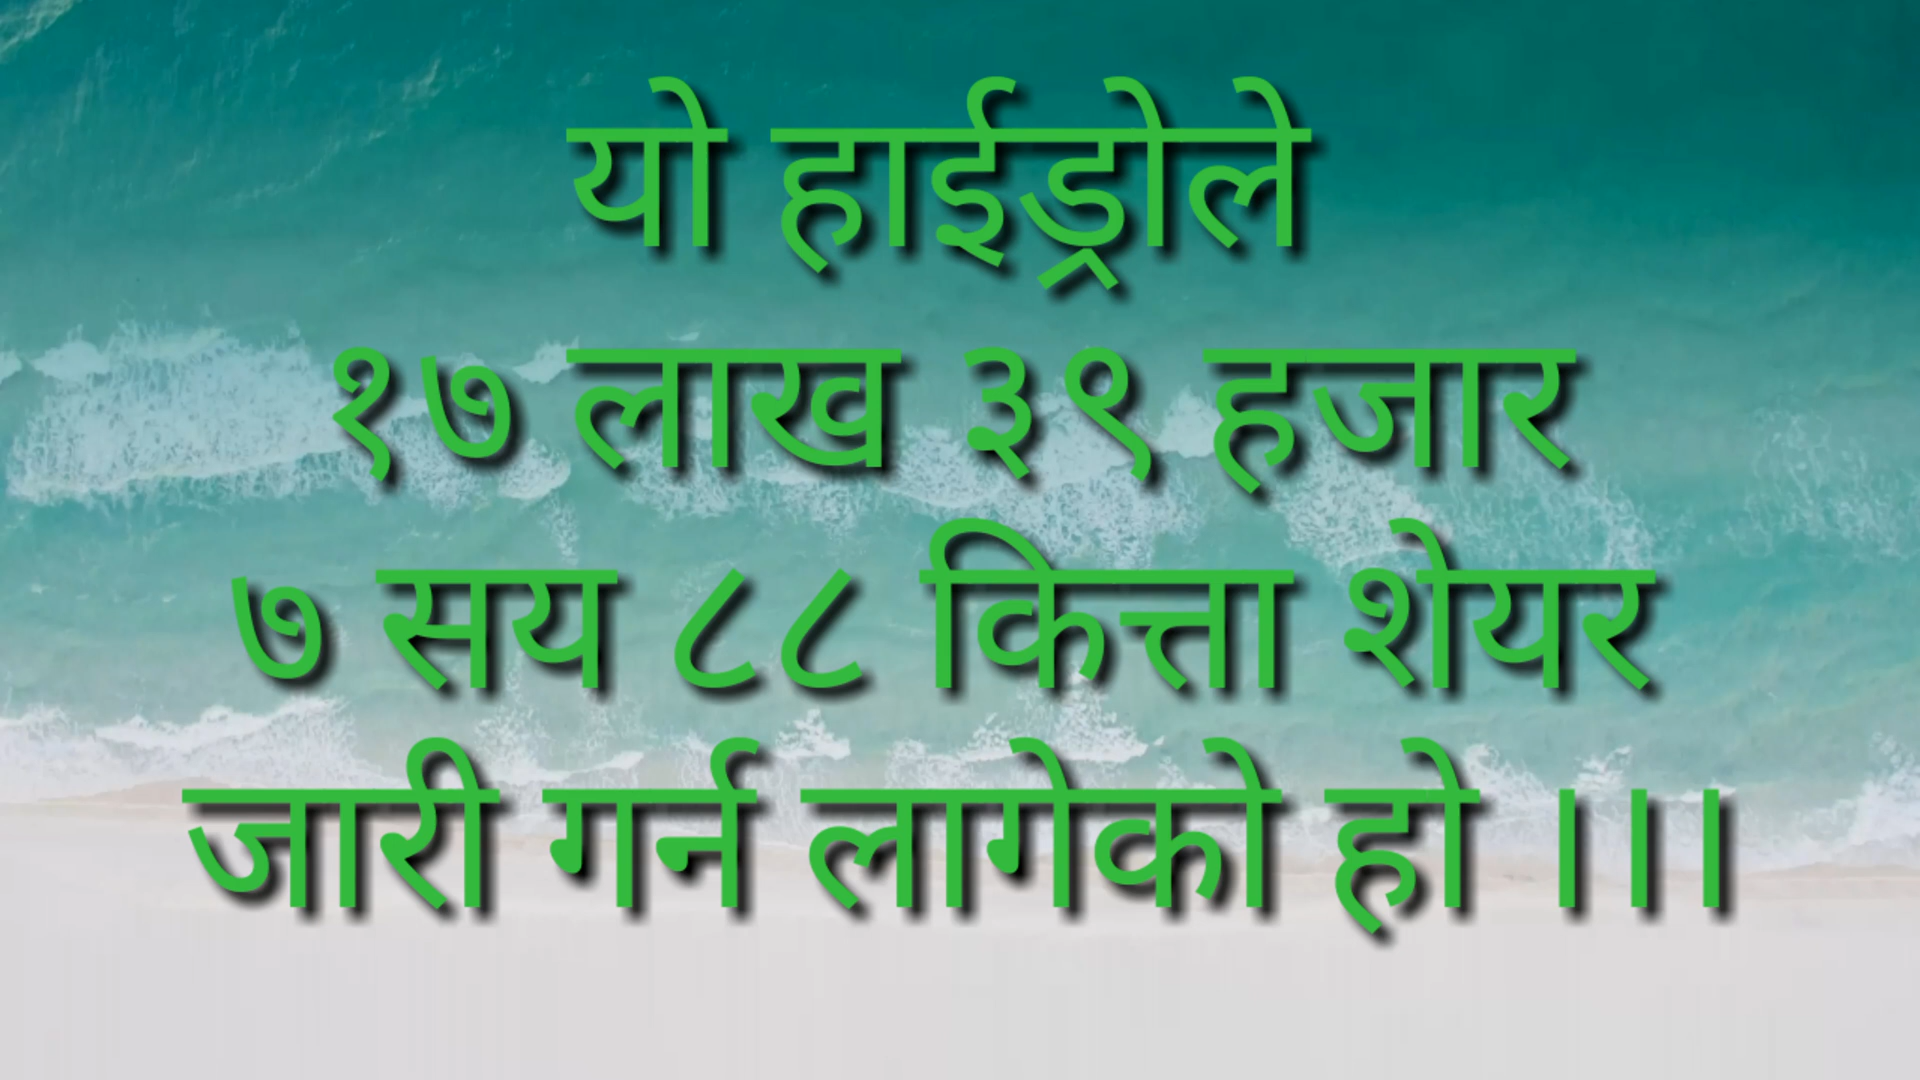 यो हाईड्रोले
१७ लाख ३९ हजार
७ सय ८८ कित्ता शेयर
जारी गर्न लागेको हो ।।।